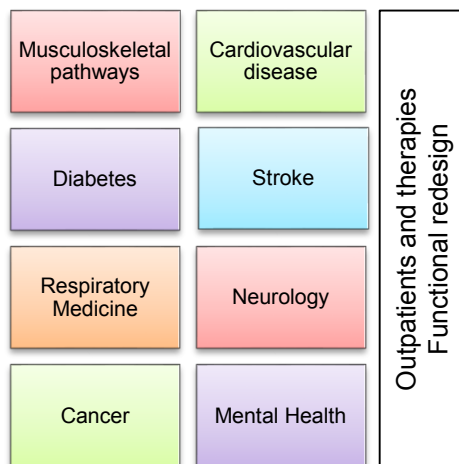 Musculoskeletal
pathways
Cardiovascular
disease
Diabetes
Stroke
Respiratory
Medicine
Neurology
Cancer
Mental Health
Outpatients and therapies
Functional redesign